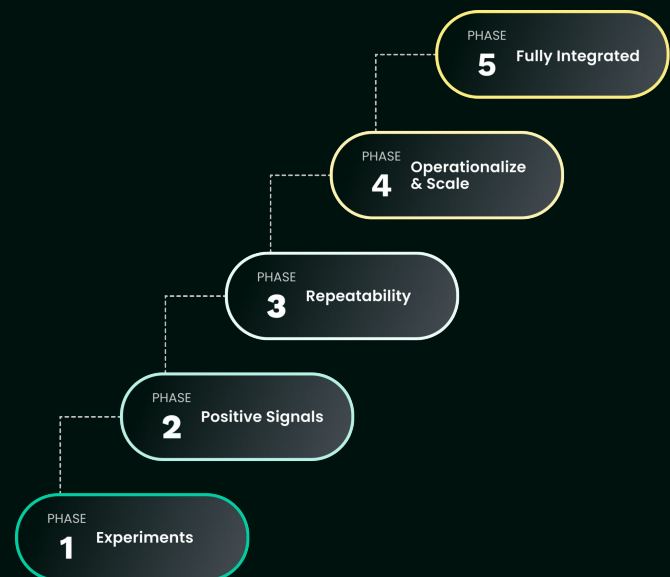 PHASE
5
Fully Integrated
PHASE
4
Operationalize
& Scale
PHASE
3
Repeatability
PHASE
2
Positive Signals
PHASE
1
Experiments